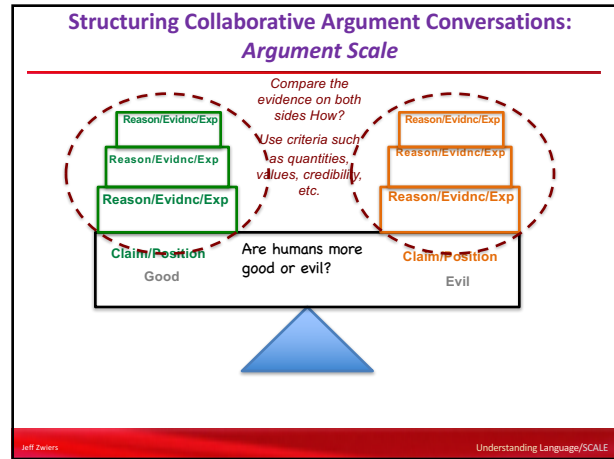 Structuring Collaborative Argument Conversations:
Argument Scale
Compare the
evidence on both
sides How?
Use criteria such
as quantities,
values, credibility,
etc.
Reason/Evidnc/Exp
Reason/Evidnc/Exp
Reason/Evidnc/Exp
Reason/Evidnc/Exp
Reason/Evidnc/Exp
Reason/Evidnc/Exp
Claim/Position
Good
Are humans more
good or evil?
Claim/Position
Evil
Jeff Zwiers
Understanding Language/SCALE